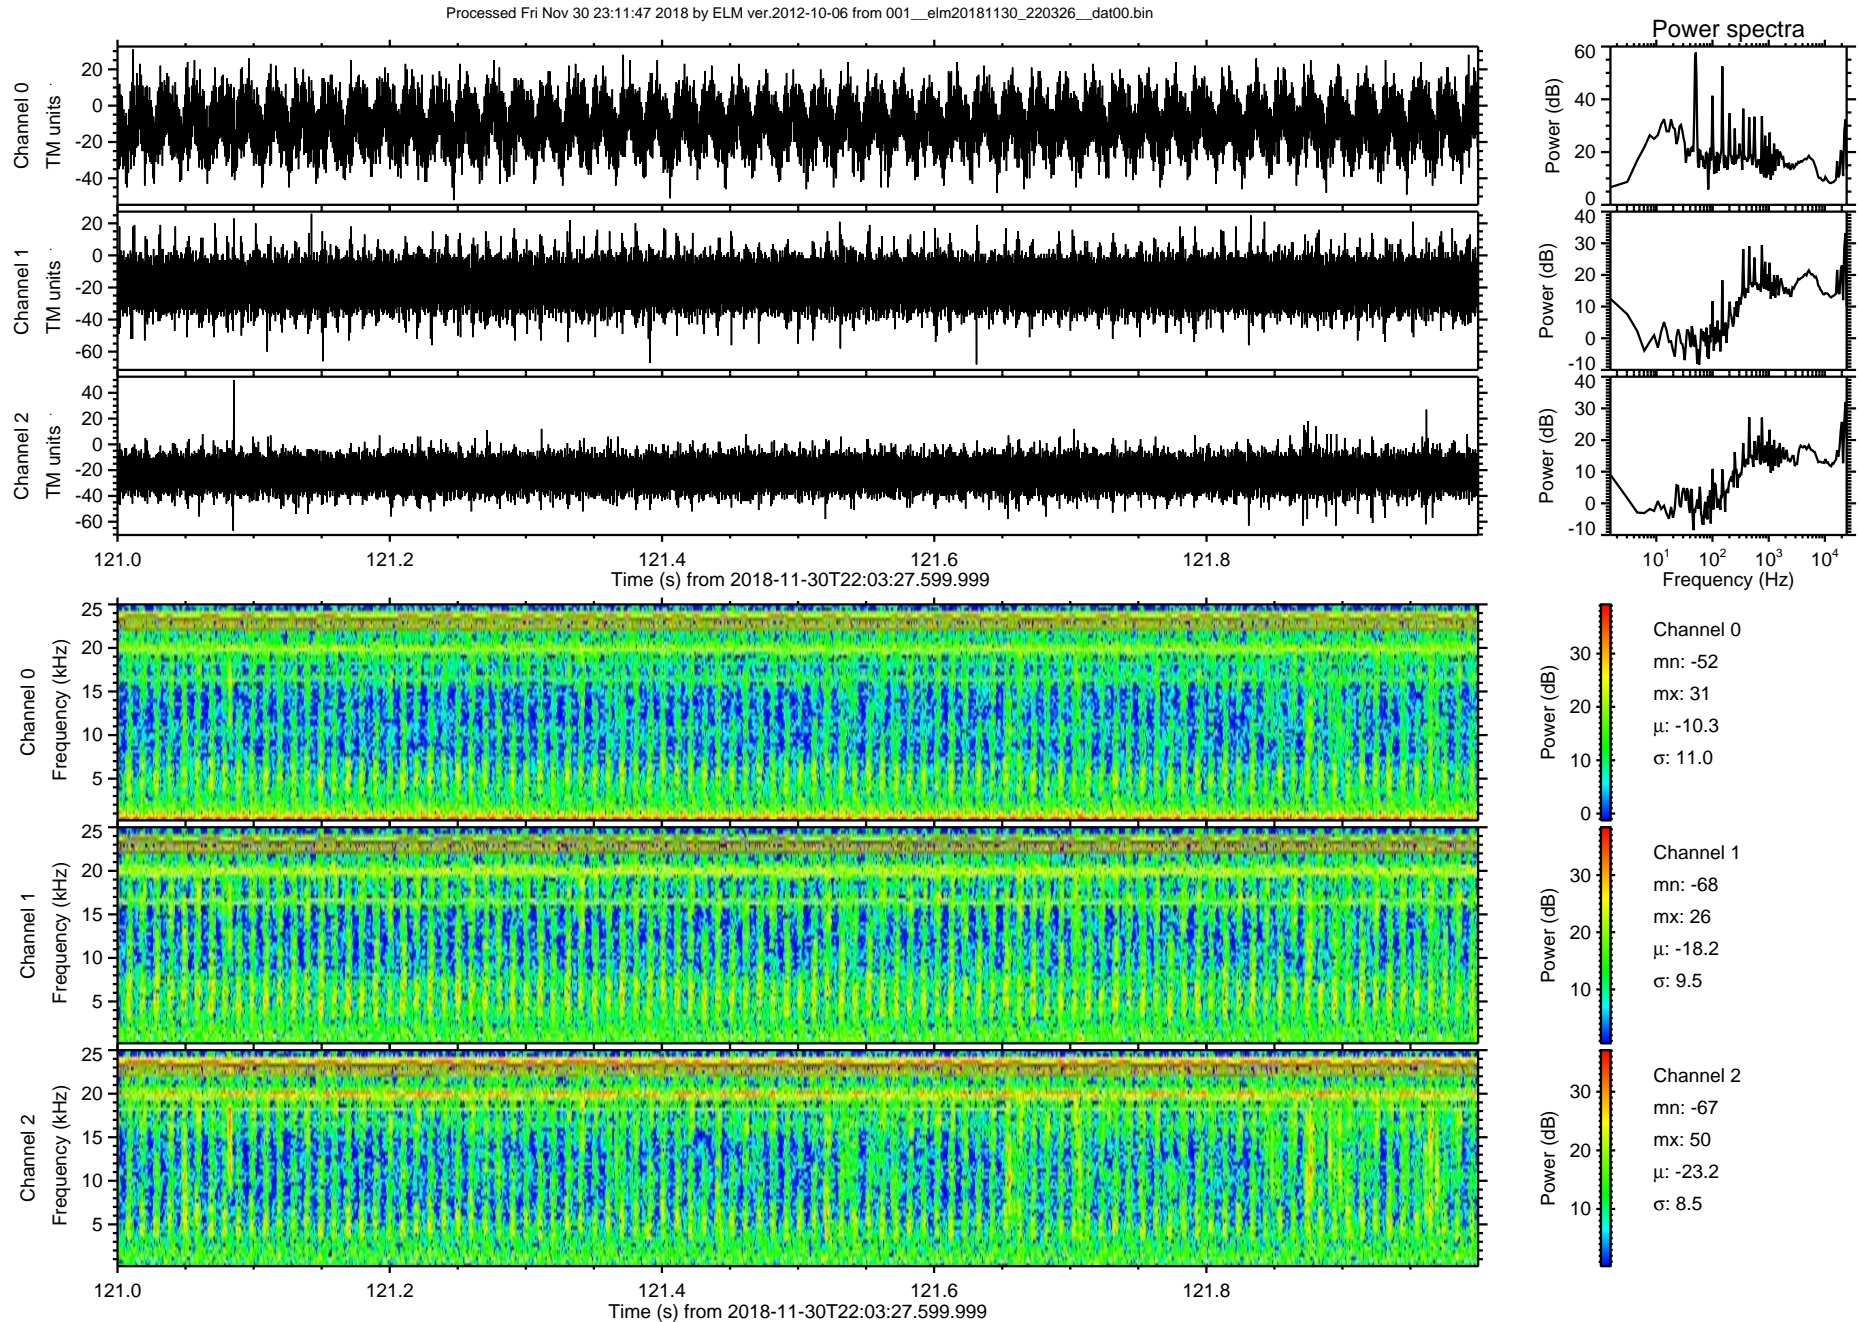 Processed Fri Nov 30 23:11:47 2018 by ELM ver.2012-10-06 from 001__elm20181130_220326__dat00.bin
Power spectra
Channel 0
TM units
20
0
-20
-40
Power (dB)
60
40
20
0
Channel 1
TM units
20
0
-20
-40
-60
Power (dB)
40
30
20
10
0
-10
Channel 2
TM units
40
20
0
-20
-40
-60
Power (dB)
40
30
20
10
0
-10
121.0 121.2 121.4 121.6 121.8
Time (s) from 2018-11-30T22:03:27.599.999
10¹ 10² 10³ 10⁴
Frequency (Hz)
Channel 0
Frequency (kHz)
25
20
15
10
5
Power (dB)
30
20
10
0
Channel 0
mn: -52
mx: 31
μ: -10.3
σ: 11.0
Channel 1
Frequency (kHz)
25
20
15
10
5
Power (dB)
30
20
10
Channel 1
mn: -68
mx: 26
μ: -18.2
σ: 9.5
Channel 2
Frequency (kHz)
25
20
15
10
5
Power (dB)
30
20
10
Channel 2
mn: -67
mx: 50
μ: -23.2
σ: 8.5
121.0 121.2 121.4 121.6 121.8
Time (s) from 2018-11-30T22:03:27.599.999